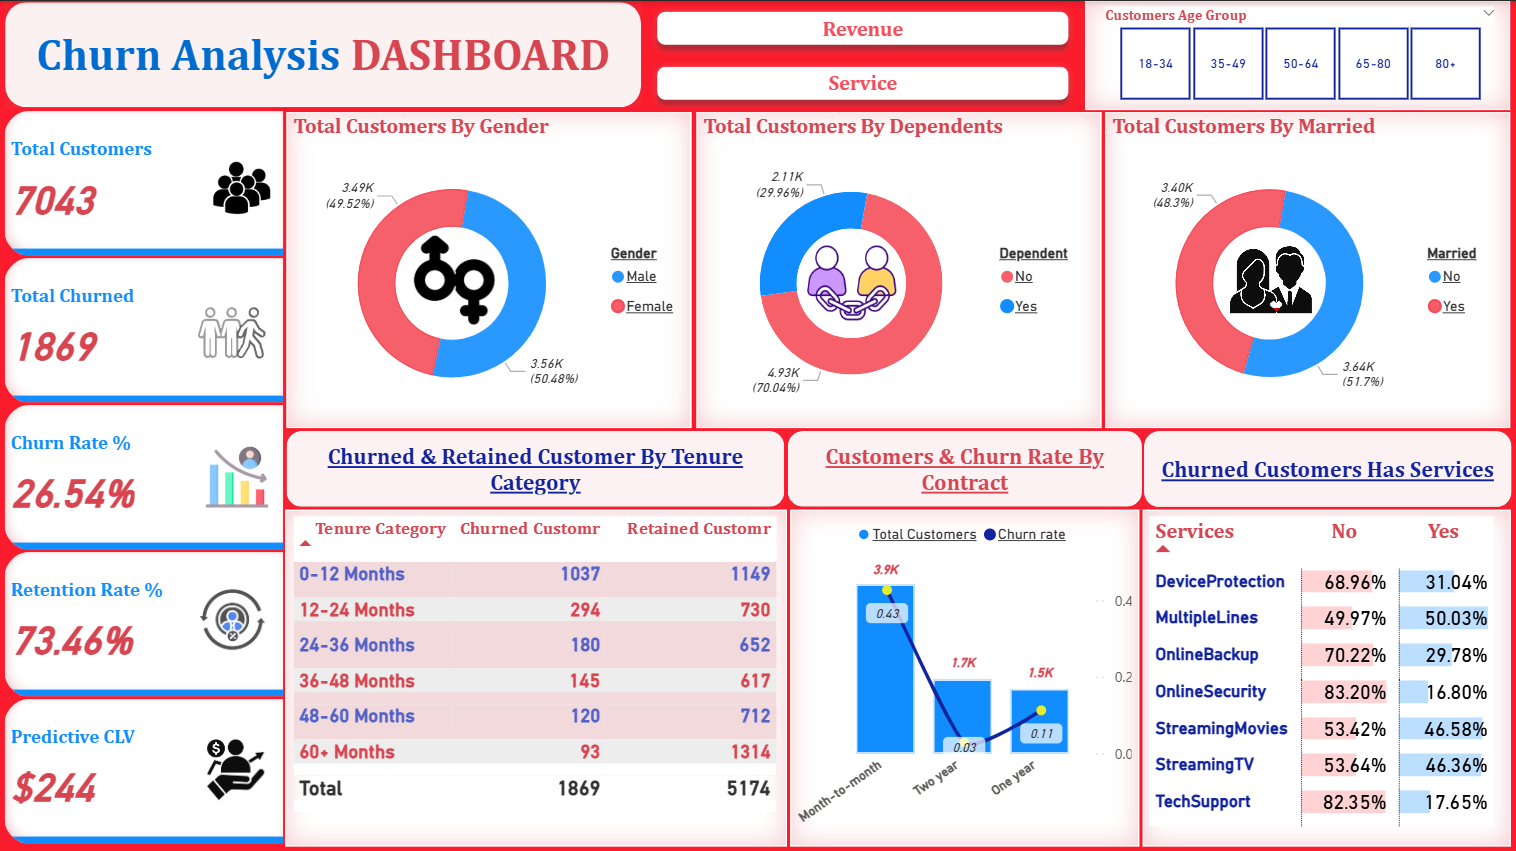 Churn Analysis DASHBOARD
Revenue
Service
Customers Age Group
18-34 35-49 50-64 65-80 80+
Total Customers
7043
Total Churned
1869
Churn Rate %
26.54%
Retention Rate %
73.46%
Predictive CLV
$244
Total Customers By Gender
3.49K
(49.52%)
3.56K
(50.48%)
Gender
Male
Female
Total Customers By Dependents
2.11K
(29.96%)
4.93K
(70.04%)
Dependent
No
Yes
Total Customers By Married
3.40K
(48.3%)
3.64K
(51.7%)
Married
No
Yes
Churned & Retained Customer By Tenure
Category
Tenure Category Churned Customr Retained Customr
0-12 Months 1037 1149
12-24 Months 294 730
24-36 Months 180 652
36-48 Months 145 617
48-60 Months 120 712
60+ Months 93 1314
Total 1869 5174
Customers & Churn Rate By
Contract
Total Customers Churn rate
3.9K
0.43
1.7K
0.03
1.5K
0.11
0.4
0.2
0.0
Month-to-month
Two year
One year
Churned Customers Has Services
Services No Yes
DeviceProtection 68.96% 31.04%
MultipleLines 49.97% 50.03%
OnlineBackup 70.22% 29.78%
OnlineSecurity 83.20% 16.80%
StreamingMovies 53.42% 46.58%
StreamingTV 53.64% 46.36%
TechSupport 82.35% 17.65%